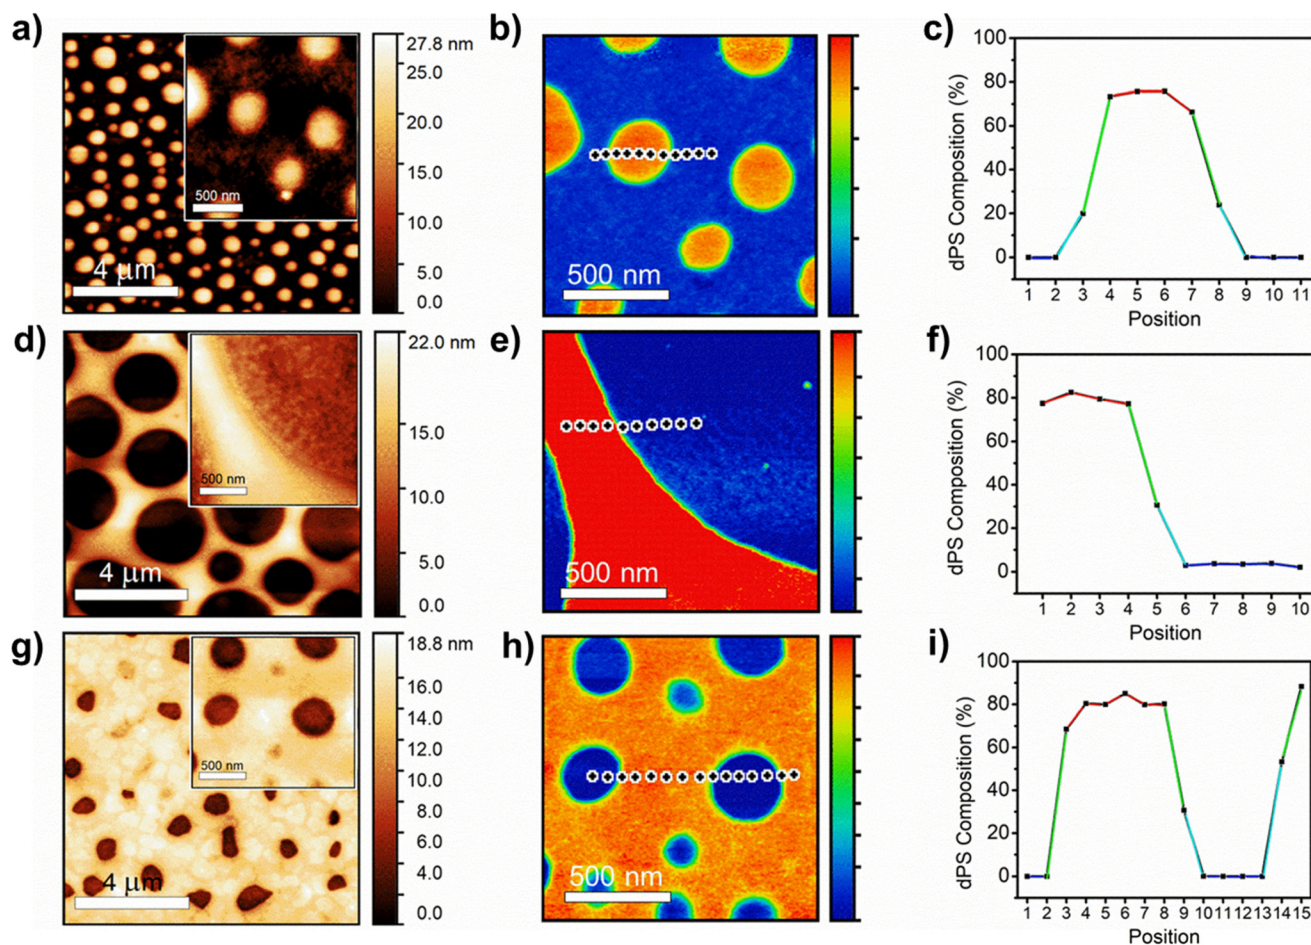 a)
27.8 nm
25.0
20.0
15.0
10.0
5.0
0.0
500 nm
4 μm
b)
500 nm
c)
dPS Composition (%)
100
80
60
40
20
0
1 2 3 4 5 6 7 8 9 10 11
Position
d)
22.0 nm
15.0
10.0
5.0
0.0
500 nm
4 μm
e)
500 nm
f)
dPS Composition (%)
100
80
60
40
20
0
1 2 3 4 5 6 7 8 9 10
Position
g)
18.8 nm
16.0
14.0
12.0
10.0
8.0
6.0
4.0
0.0
500 nm
4 μm
h)
500 nm
i)
dPS Composition (%)
100
80
60
40
20
0
1 2 3 4 5 6 7 8 9 10 11 12 13 14 15
Position